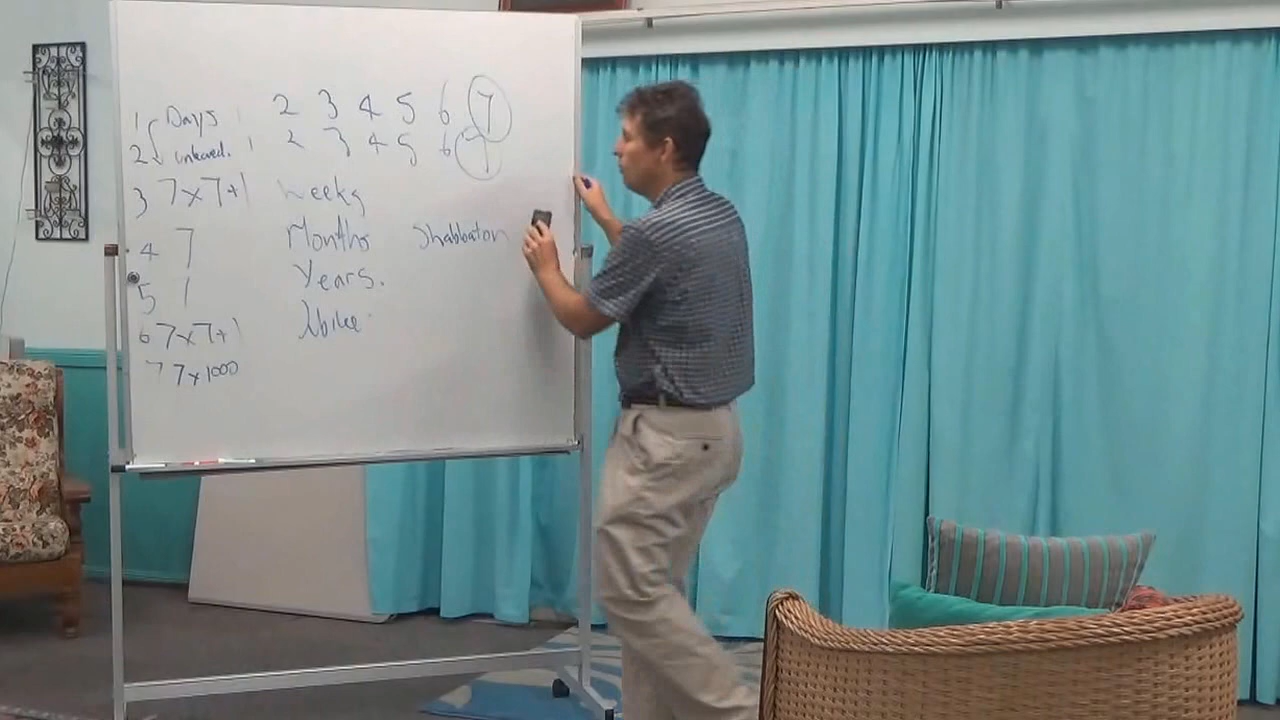 1 Days 1 2 3 4 5 6 7
2 unleaved. 1 2 3 4 5 6 7
3 7x7+1 Weeks
4 7 Months Shabbaton
5 1 Years.
6 7x7+1 Jubilee
7 7x1000